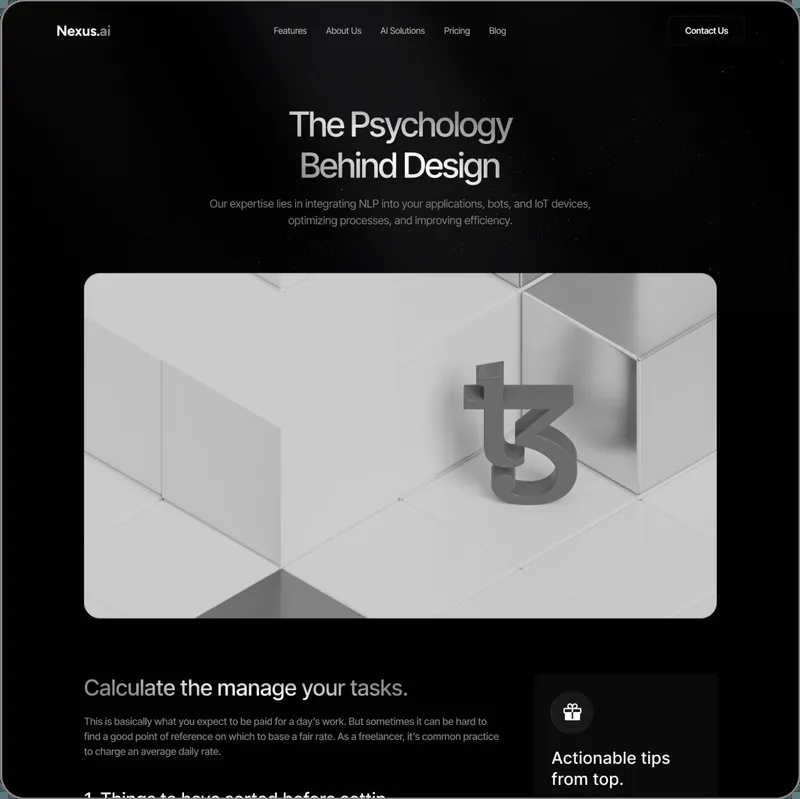 Nexus.ai
Features
About Us
AI Solutions
Pricing
Blog
Contact Us
The Psychology
Behind Design
Our expertise lies in integrating NLP into your applications, bots, and IoT devices,
optimizing processes, and improving efficiency.
Calculate the manage your tasks.
This is basically what you expect to be paid for a day's work. But sometimes it can be hard to
find a good point of reference on which to base a fair rate. As a freelancer, it's common practice
to charge an average daily rate.
1. Things to have sorted before settin
Actionable tips
from top.